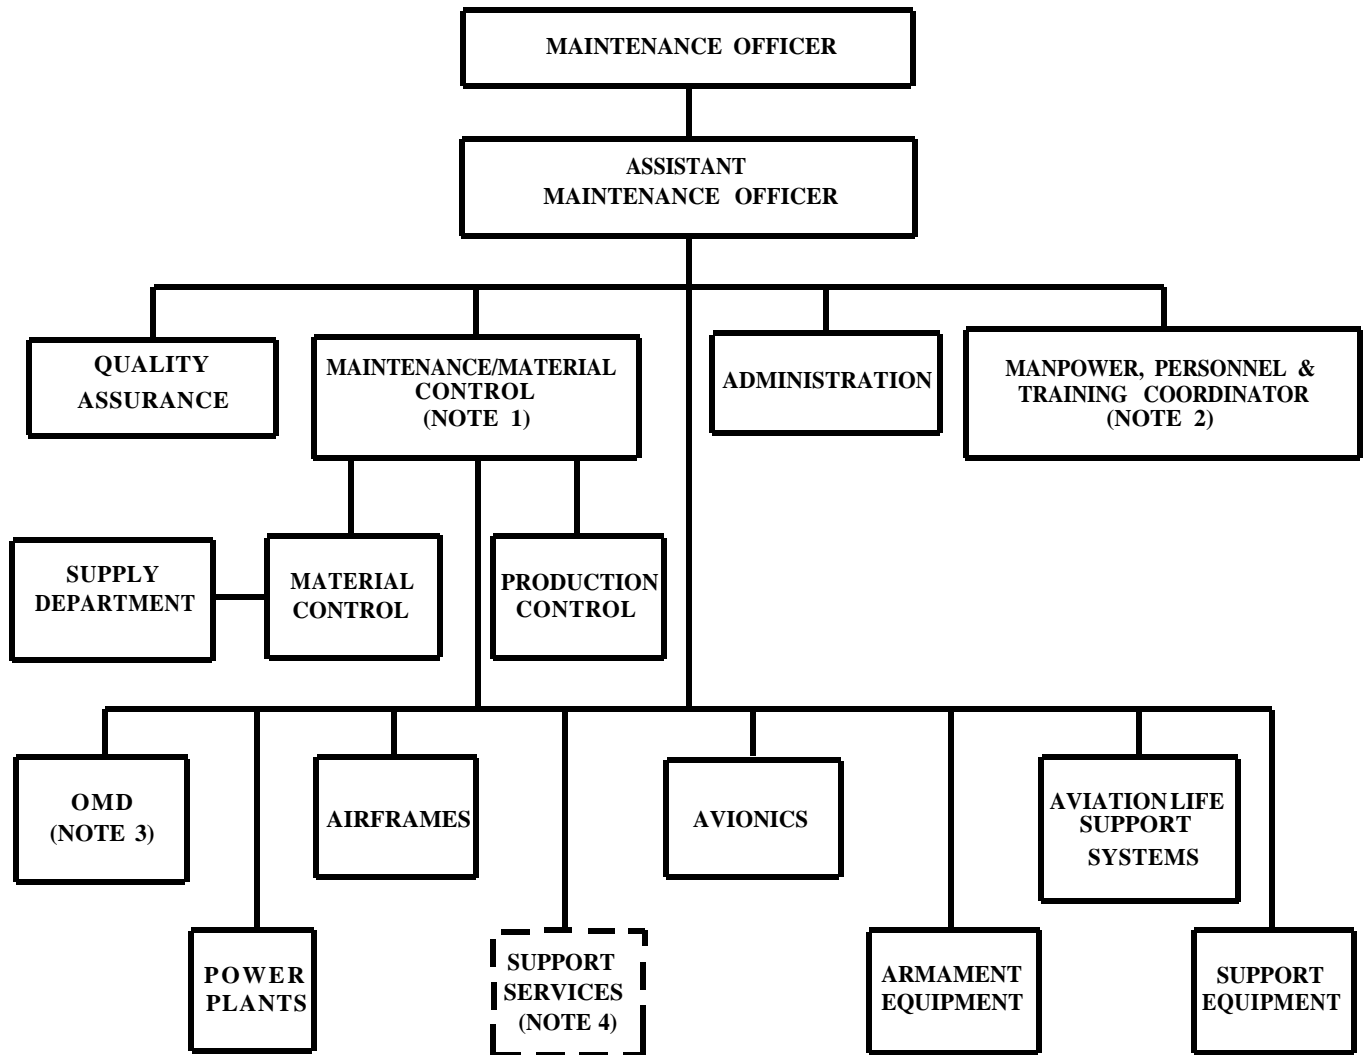 MAINTENANCE OFFICER
ASSISTANT
MAINTENANCE OFFICER
QUALITY
ASSURANCE
MAINTENANCE/MATERIAL
CONTROL
(NOTE 1)
ADMINISTRATION
MANPOWER, PERSONNEL &
TRAINING COORDINATOR
(NOTE 2)
SUPPLY
DEPARTMENT
MATERIAL
CONTROL
PRODUCTION
CONTROL
OMD
(NOTE 3)
AIRFRAMES
AVIONICS
AVIATION LIFE
SUPPORT
SYSTEMS
POWER
PLANTS
SUPPORT
SERVICES
(NOTE 4)
ARMAMENT
EQUIPMENT
SUPPORT
EQUIPMENT